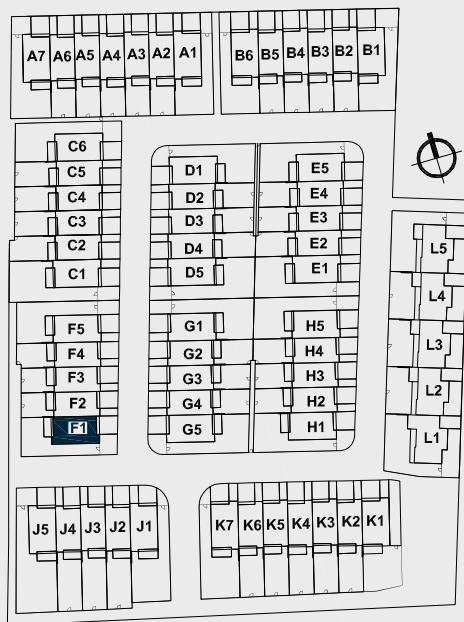 A7 A6 A5 A4 A3 A2 A1
B6 B5 B4 B3 B2 B1
C6
C5
C4
C3
C2
C1
D1
D2
D3
D4
D5
E5
E4
E3
E2
E1
F5
F4
F3
F2
F1
G1
G2
G3
G4
G5
H5
H4
H3
H2
H1
L5
L4
L3
L2
L1
J5 J4 J3 J2 J1
K7 K6 K5 K4 K3 K2 K1